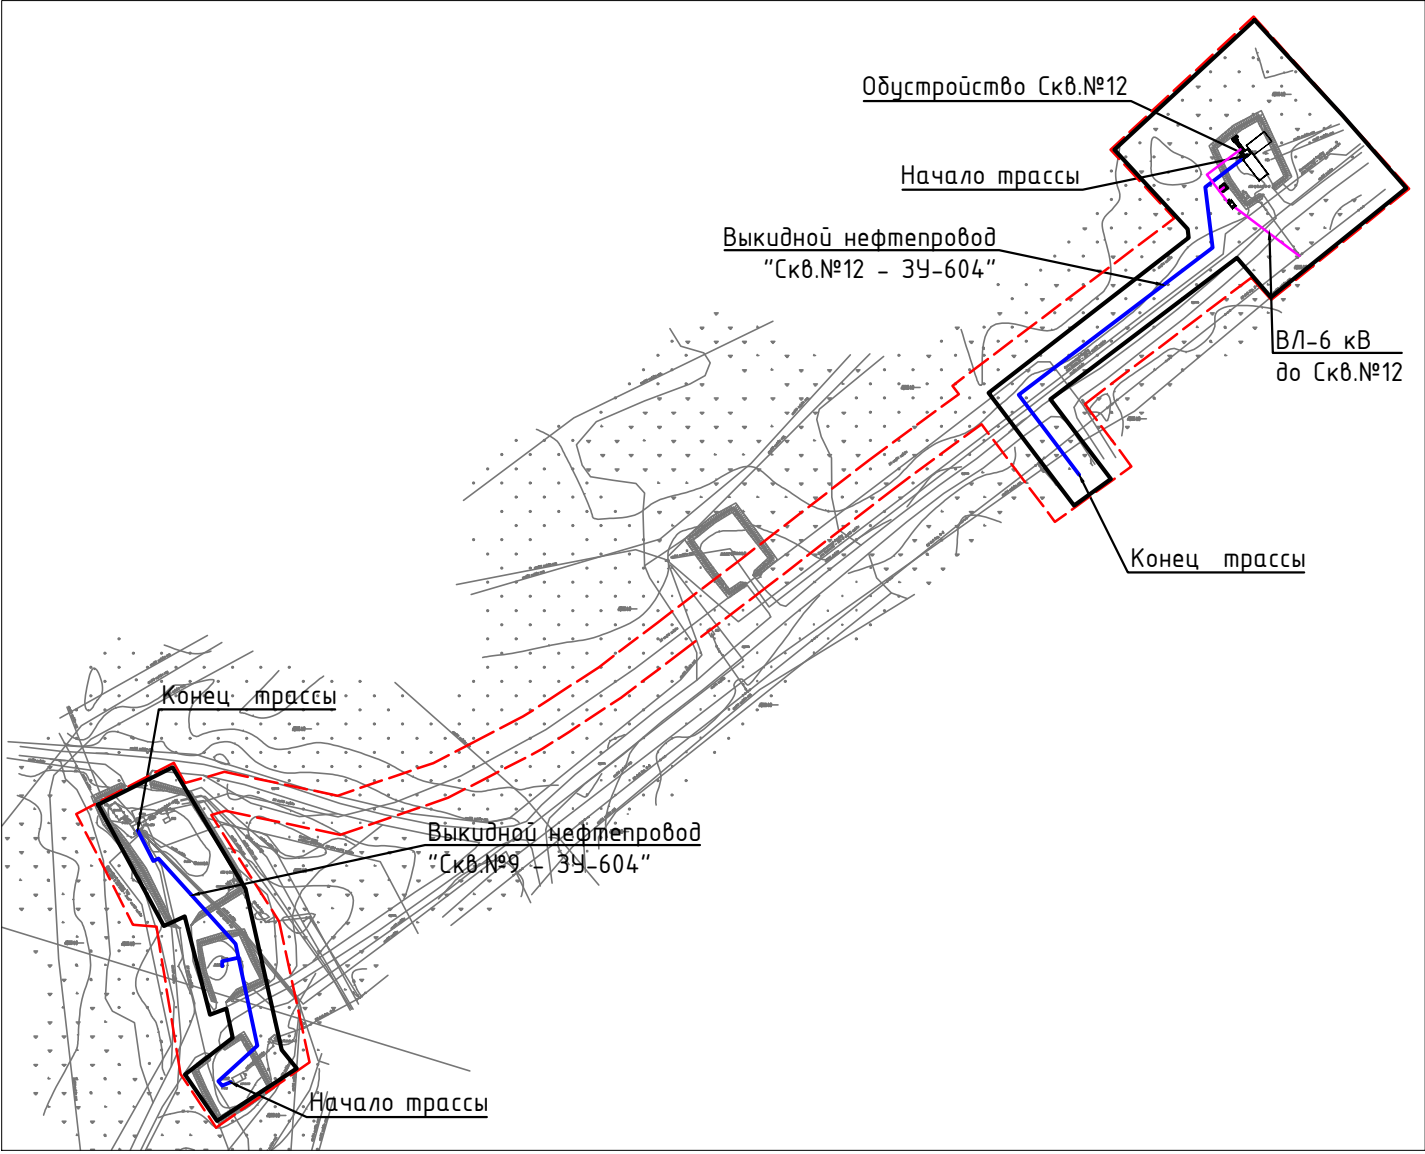 Обустройство Скв.№12
Начало трассы
Выкидной нефтепровод
"Скв.№12 - ЗУ-604"
ВЛ-6 кВ
до Скв.№12
Конец трассы
Конец трассы
Выкидной нефтепровод
"Скв.№9 - ЗУ-604"
Начало трассы